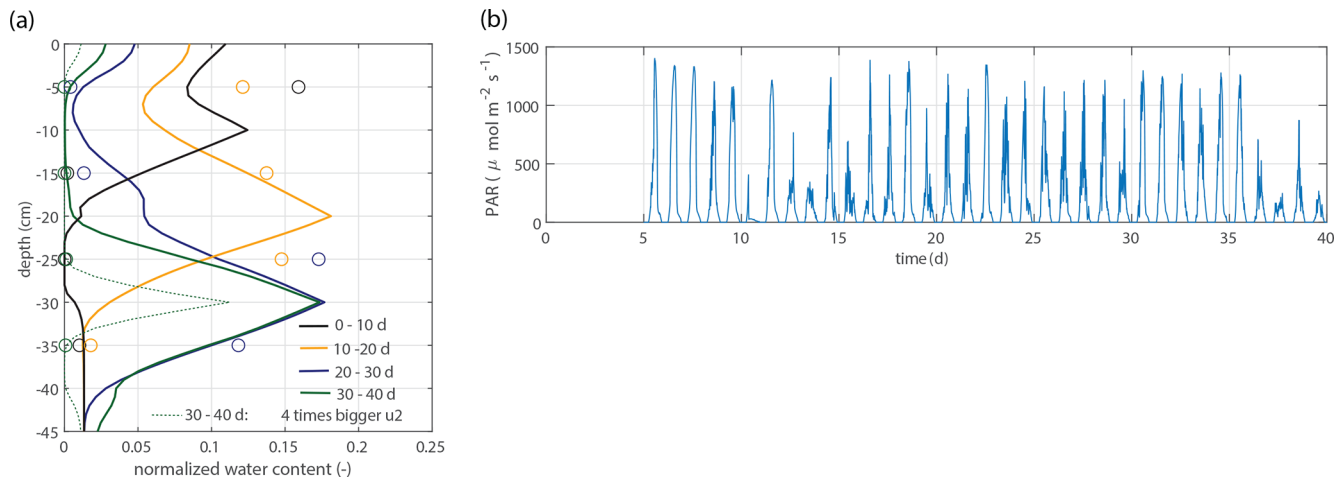 (a)
0
-5
-10
-15
-20
-25
-30
-35
-40
-45
depth (cm)
0 - 10 d
10 -20 d
20 - 30 d
30 - 40 d
30 - 40 d: 4 times bigger u2
0 0.05 0.1 0.15 0.2 0.25
normalized water content (-)
(b)
1500
1000
500
0
PAR ( μ mol m⁻² s⁻¹)
0 5 10 15 20 25 30 35 40
time (d)